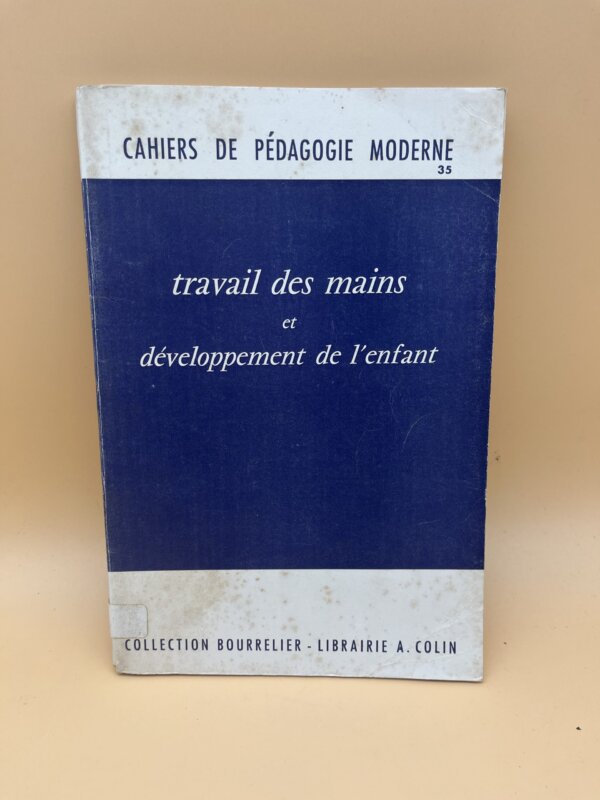 CAHIERS DE PÉDAGOGIE MODERNE
35
travail des mains
et
développement de l'enfant
COLLECTION BOURRELIER - LIBRAIRIE A. COLIN